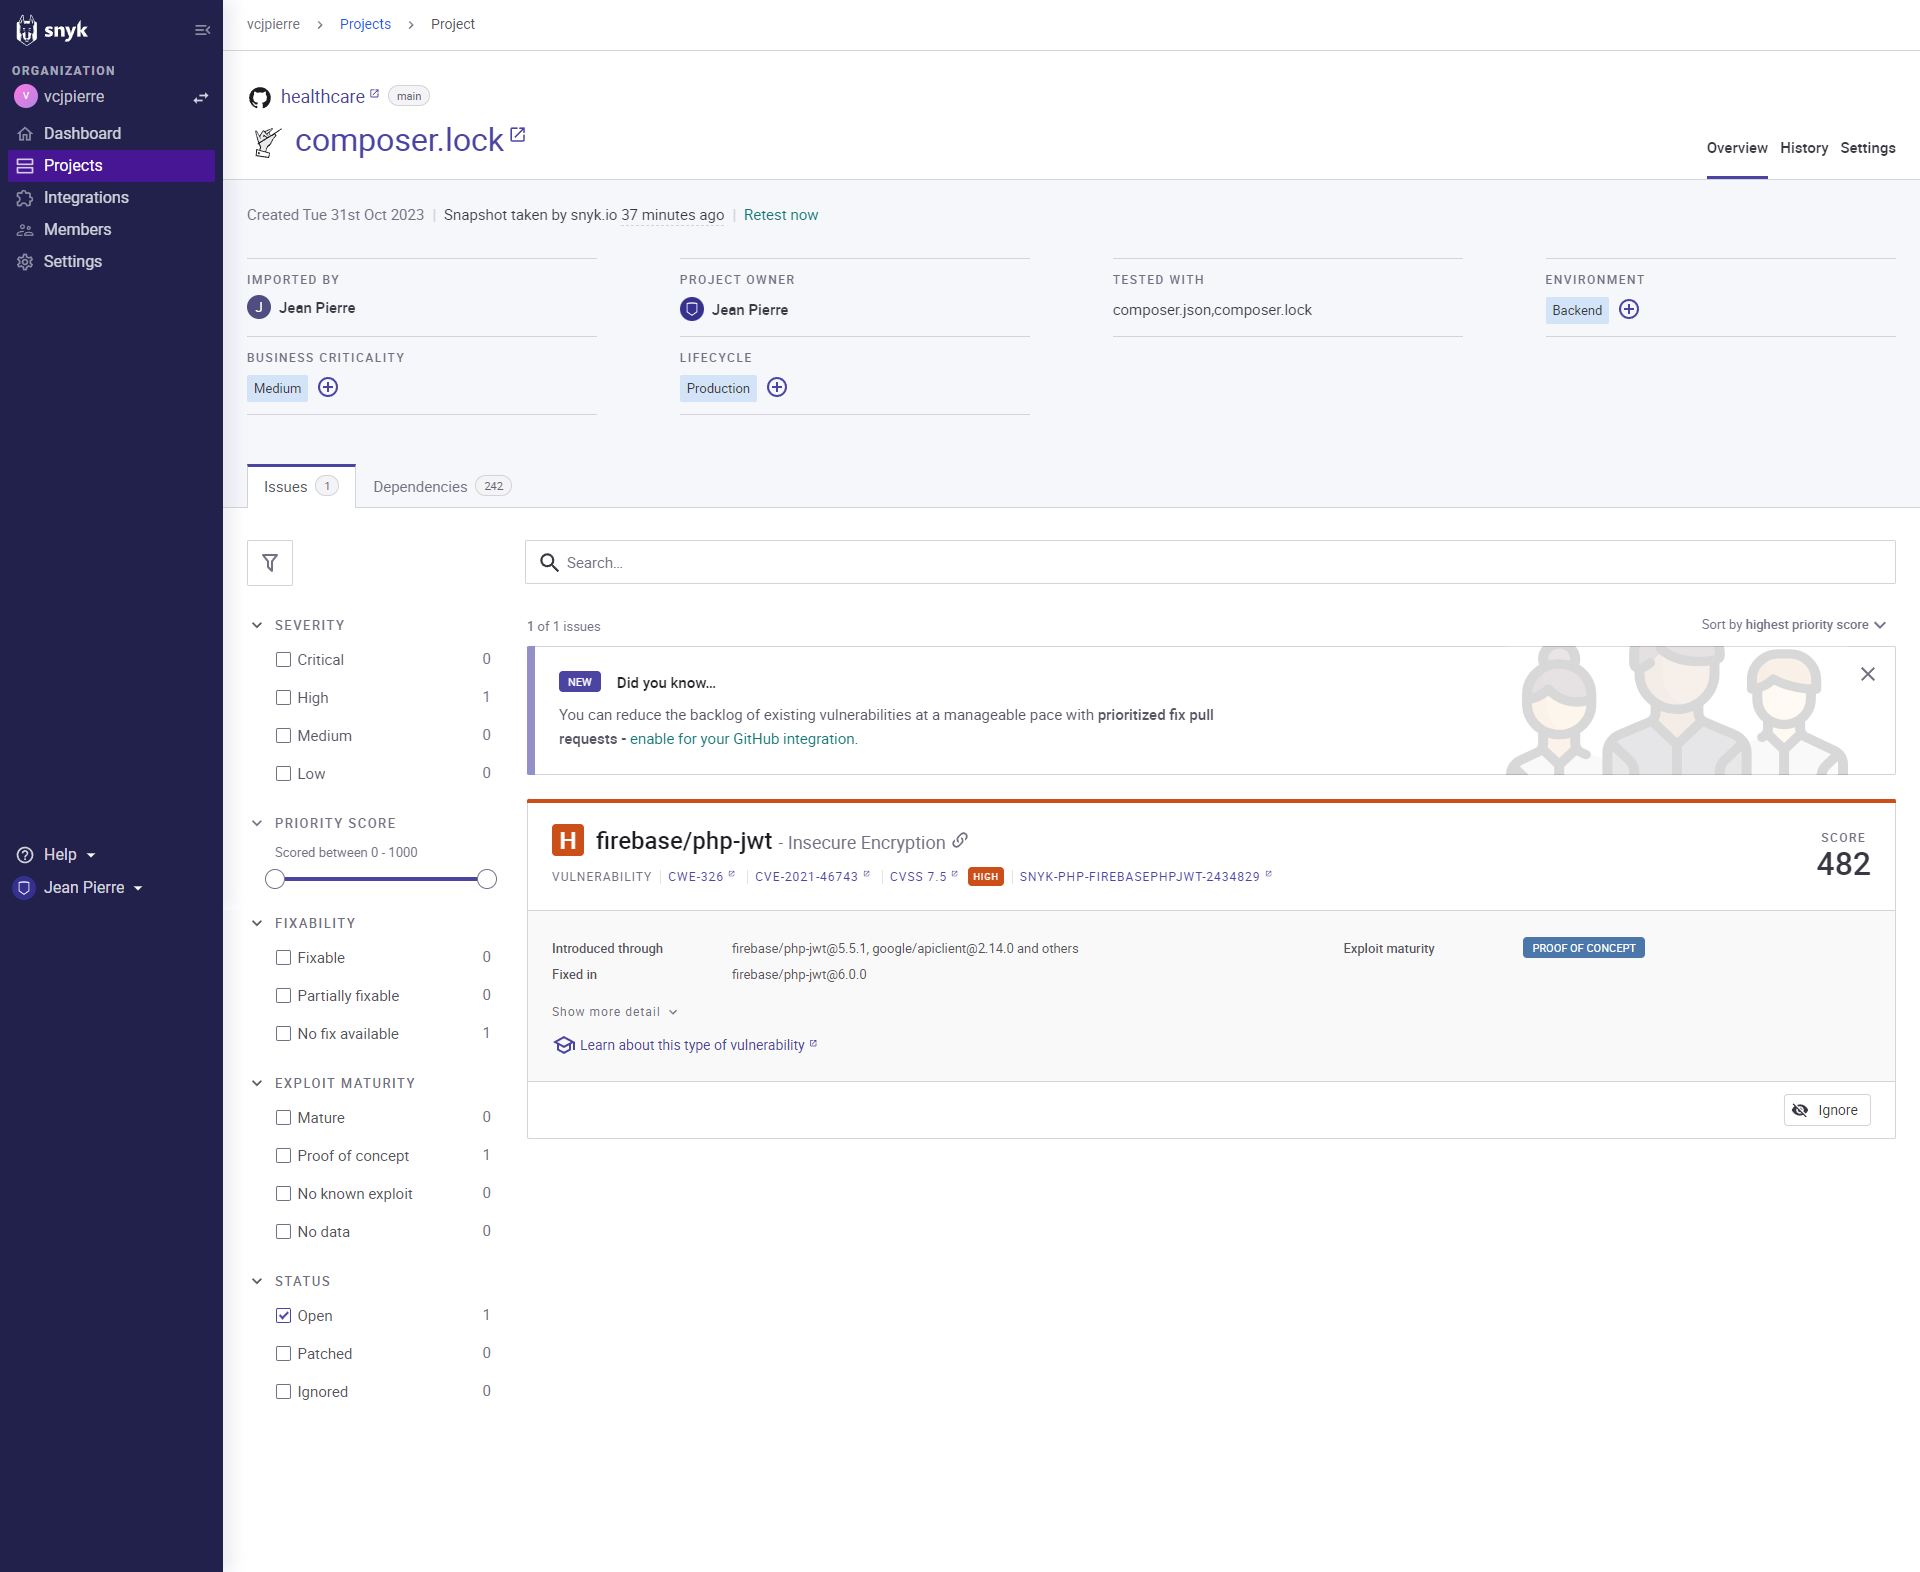 snyk
ORGANIZATION
V vcjpierre
Dashboard
Projects
Integrations
Members
Settings
Help
Jean Pierre
vcjpierre > Projects > Project
healthcare main
composer.lock
Overview History Settings
Created Tue 31st Oct 2023 | Snapshot taken by snyk.io 37 minutes ago | Retest now
IMPORTED BY
J Jean Pierre
PROJECT OWNER
Jean Pierre
TESTED WITH
composer.json,composer.lock
ENVIRONMENT
Backend
BUSINESS CRITICALITY
Medium
LIFECYCLE
Production
Issues 1 Dependencies 242
SEVERITY
Critical 0
High 1
Medium 0
Low 0
PRIORITY SCORE
Scored between 0 - 1000
FIXABILITY
Fixable 0
Partially fixable 0
No fix available 1
EXPLOIT MATURITY
Mature 0
Proof of concept 1
No known exploit 0
No data 0
STATUS
Open 1
Patched 0
Ignored 0
Search...
1 of 1 issues
Sort by highest priority score
NEW Did you know...
You can reduce the backlog of existing vulnerabilities at a manageable pace with prioritized fix pull
requests - enable for your GitHub integration.
H firebase/php-jwt - Insecure Encryption
VULNERABILITY | CWE-326 | CVE-2021-46743 | CVSS 7.5 HIGH | SNYK-PHP-FIREBASEPHPJWT-2434829
SCORE
482
Introduced through firebase/php-jwt@5.5.1, google/apiclient@2.14.0 and others
Fixed in firebase/php-jwt@6.0.0
Exploit maturity PROOF OF CONCEPT
Show more detail
Learn about this type of vulnerability
Ignore